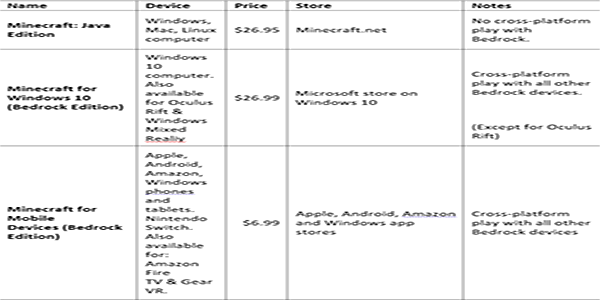 Name Device Price Store Notes
Minecraft: Java
Edition
Windows,
Mac, Linux
computer
$26.95
Minecraft.net
No cross-platform
play with
Bedrock.
Minecraft for
Windows 10
(Bedrock Edition)
Windows
10
computer.
Also
available
for Oculus
Rift &
Windows
Mixed
Really
$26.99
Microsoft store on
Windows 10
Cross-platform
play with all other
Bedrock devices.
(Except for Oculus
Rift)
Minecraft for
Mobile
Devices (Bedrock
Edition)
Apple,
Android,
Amazon,
Windows
phones
and
tablets.
Nintendo
Switch.
Also
available
for:
Amazon
Fire
TV & Gear
VR.
$6.99
Apple, Android, Amazon
and Windows app
stores
Cross-platform
play with all other
Bedrock devices